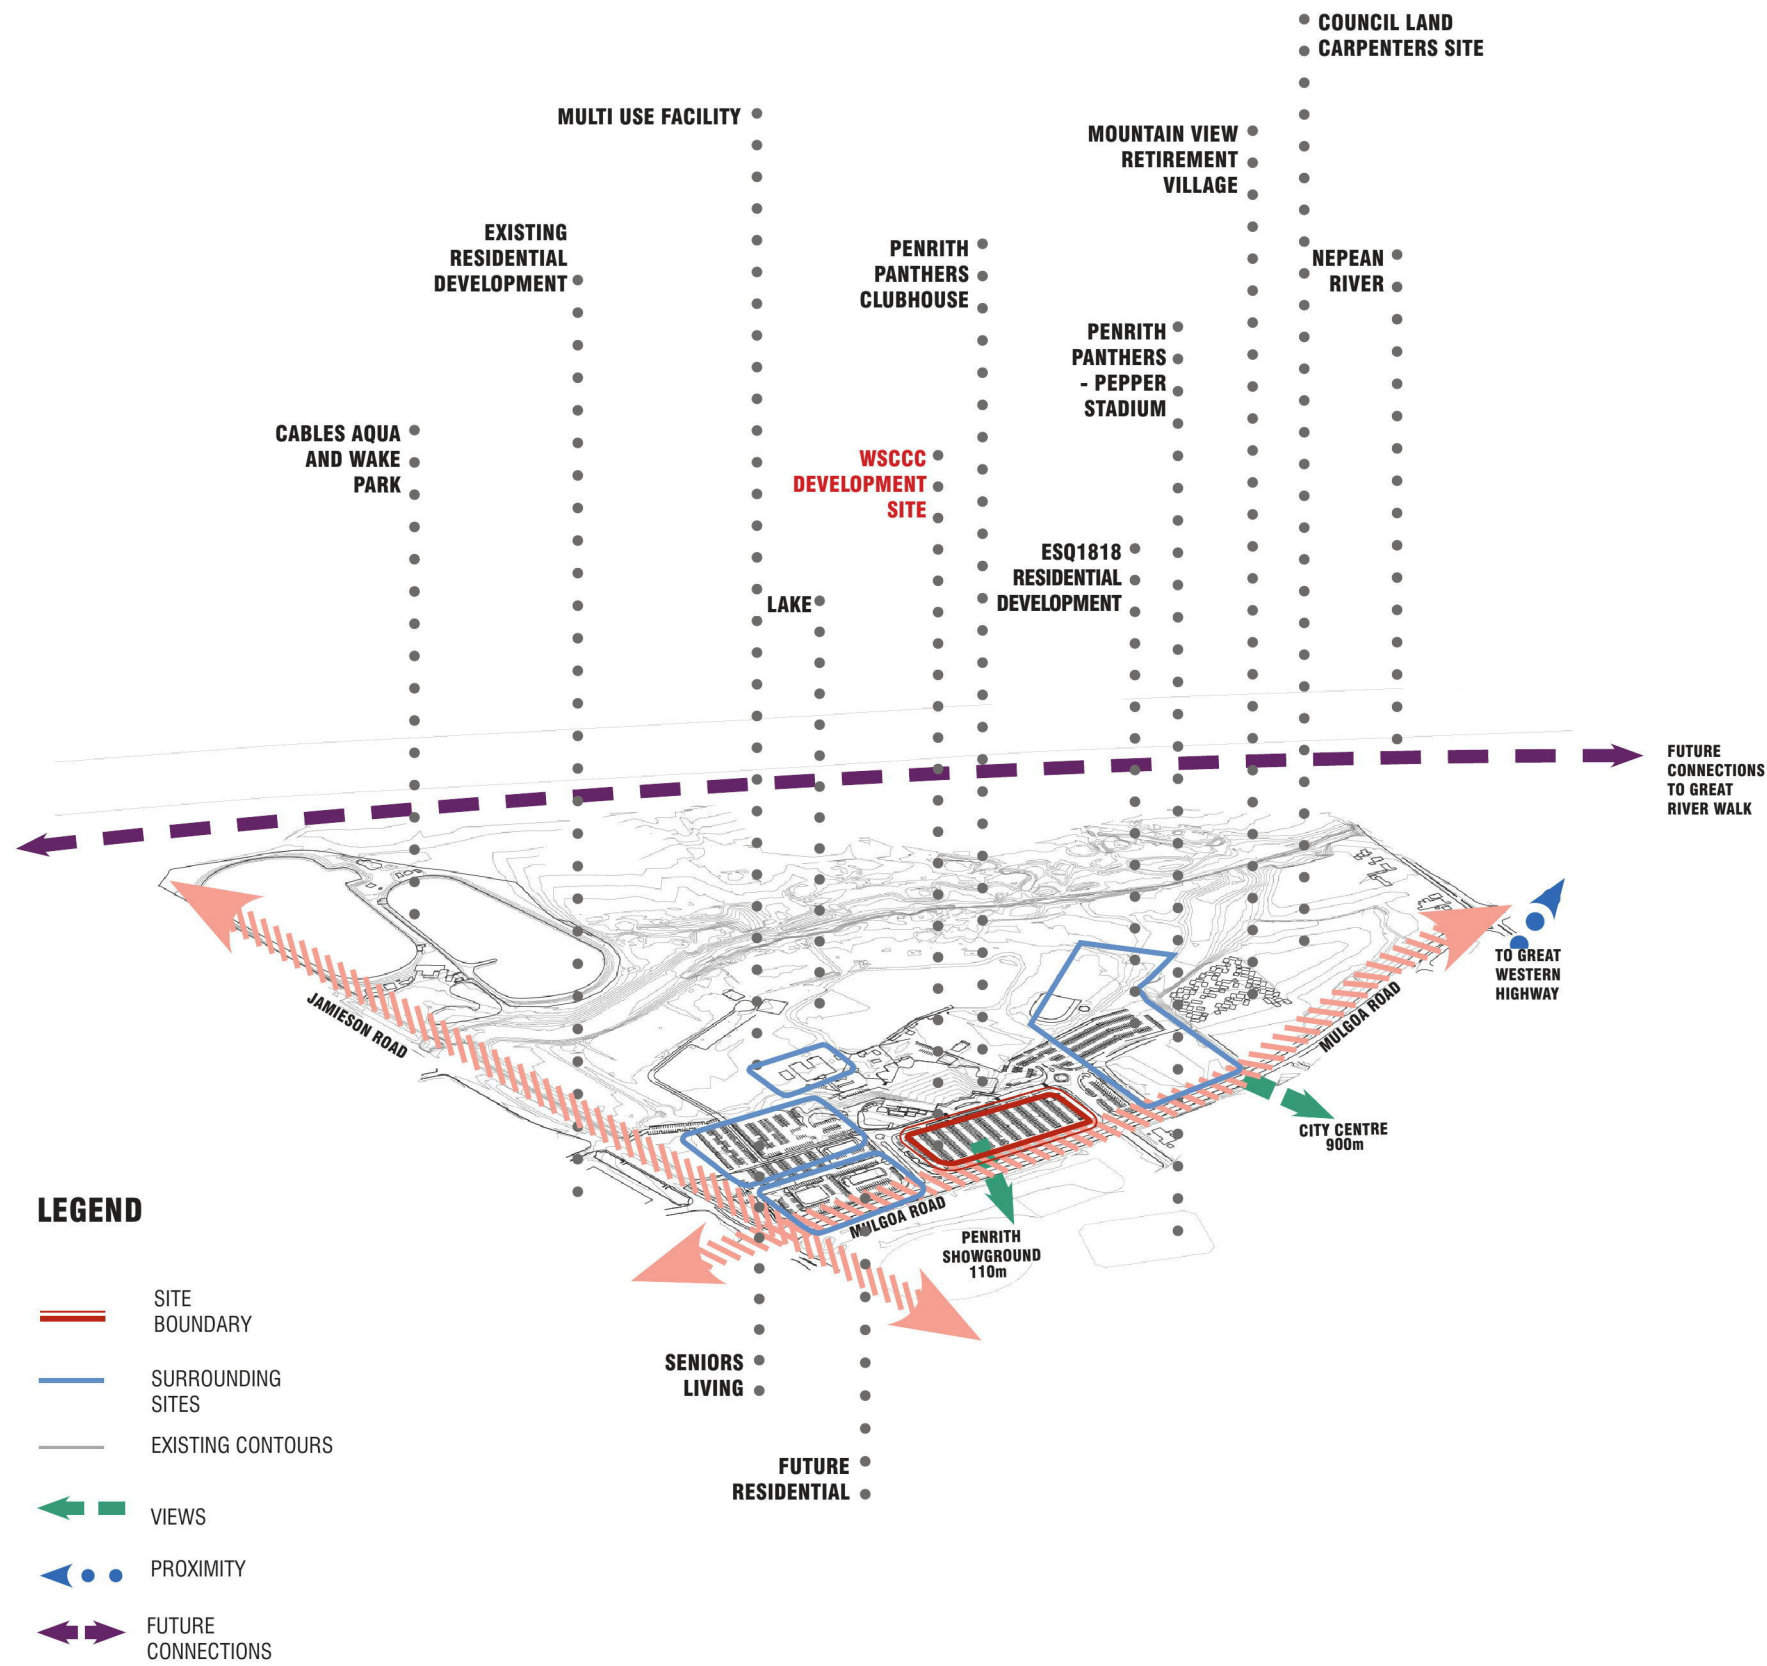 COUNCIL LAND
CARPENTERS SITE
MULTI USE FACILITY
MOUNTAIN VIEW
RETIREMENT
VILLAGE
EXISTING
RESIDENTIAL
DEVELOPMENT
PENRITH
PANTHERS
CLUBHOUSE
NEPEAN
RIVER
PENRITH
PANTHERS
- PEPPER
STADIUM
CABLES AQUA
AND WAKE
PARK
WSCCC
DEVELOPMENT
SITE
ESQ1818
RESIDENTIAL
DEVELOPMENT
LAKE
FUTURE
CONNECTIONS
TO GREAT
RIVER WALK
TO GREAT
WESTERN
HIGHWAY
JAMIESON ROAD
MULGOA ROAD
CITY CENTRE
900m
MULGOA ROAD
PENRITH
SHOWGROUND
110m
SENIORS
LIVING
FUTURE
RESIDENTIAL
LEGEND
SITE
BOUNDARY
SURROUNDING
SITES
EXISTING CONTOURS
VIEWS
PROXIMITY
FUTURE
CONNECTIONS